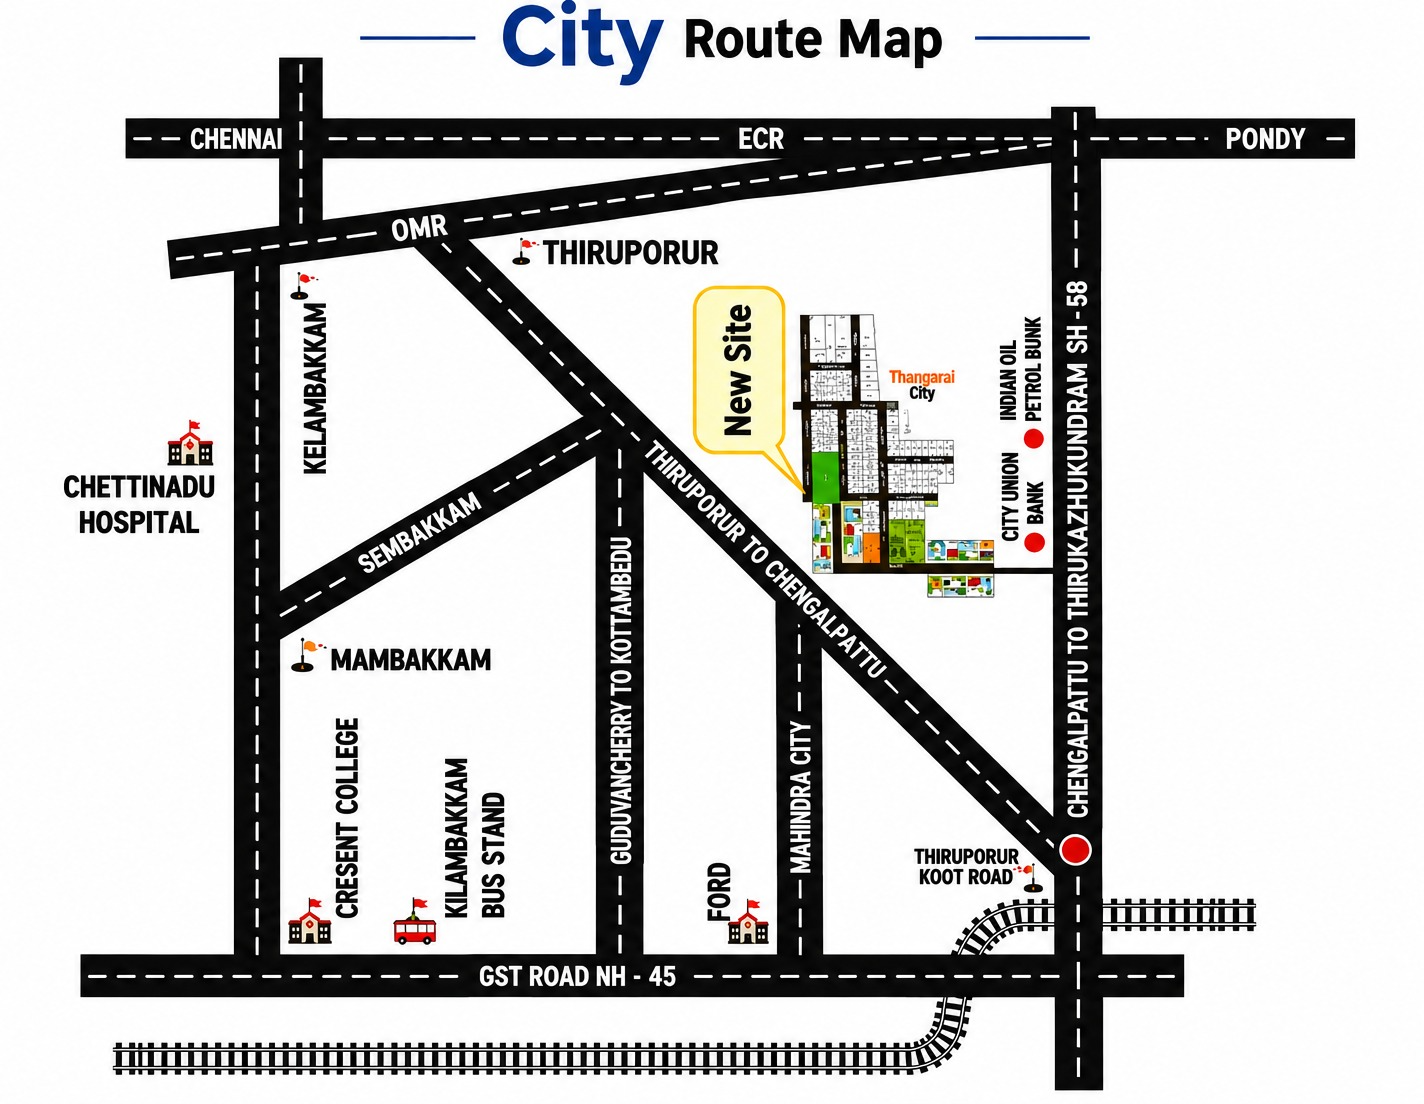 City Route Map
CHENNAI
ECR
PONDY
OMR
THIRUPORUR
KELAMBAKKAM
New Site
Thangarai
City
INDIAN OIL
PETROL BUNK
CITY UNION
BANK
CHENGALPATTU TO THIRUKAZHUKUNDRAM SH - 58
CHETTINADU
HOSPITAL
SEMBAKKAM
THIRUPORUR TO CHENGALPATTU
GUDUVANCHERRY TO KOTTAMBEDU
MAMBAKKAM
CRESENT COLLEGE
KILAMBAKKAM
BUS STAND
FORD
MAHINDRA CITY
THIRUPORUR
KOOT ROAD
GST ROAD NH - 45